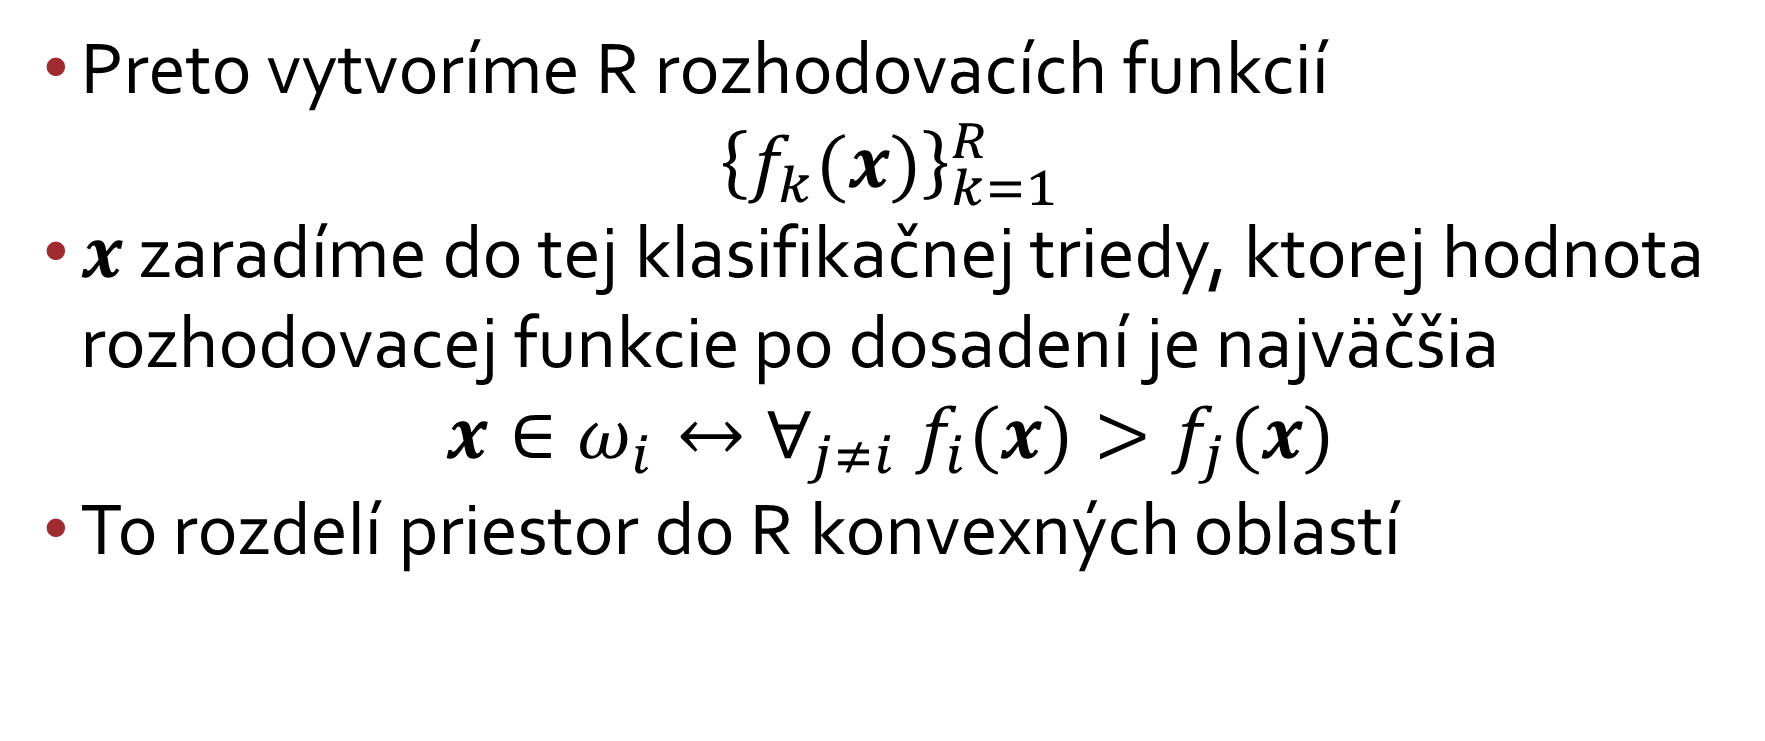 • Preto vytvoríme R rozhodovacích funkcií
{f_k(x)}_{k=1}^R
• x zaradíme do tej klasifikačnej triedy, ktorej hodnota
rozhodovacej funkcie po dosadení je najväčšia
x ∈ ω_i ↔ ∀_{j≠i} f_i(x) > f_j(x)
• To rozdelí priestor do R konvexných oblastí